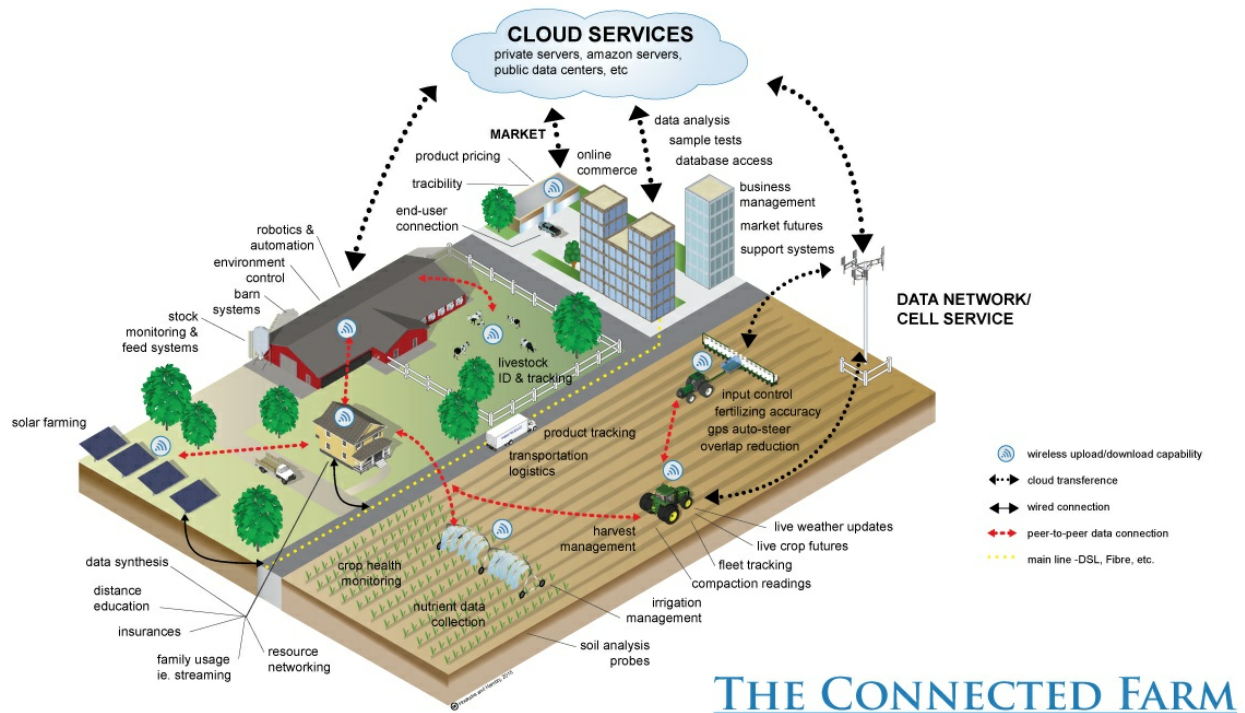 CLOUD SERVICES
private servers, amazon servers,
public data centers, etc
MARKET
product pricing
tracibility
end-user
connection
online
commerce
data analysis
sample tests
database access
business
management
market futures
support systems
robotics &
automation
environment
control
barn
systems
stock
monitoring &
feed systems
livestock
ID & tracking
DATA NETWORK/
CELL SERVICE
input control
fertilizing accuracy
gps auto-steer
overlap reduction
solar farming
product tracking
transportation
logistics
wireless upload/download capability
cloud transference
wired connection
peer-to-peer data connection
main line -DSL, Fibre, etc.
harvest
management
live weather updates
live crop futures
fleet tracking
compaction readings
irrigation
management
soil analysis
probes
crop health
monitoring
nutrient data
collection
data synthesis
distance
education
insurances
family usage
ie. streaming
resource
networking
THE CONNECTED FARM